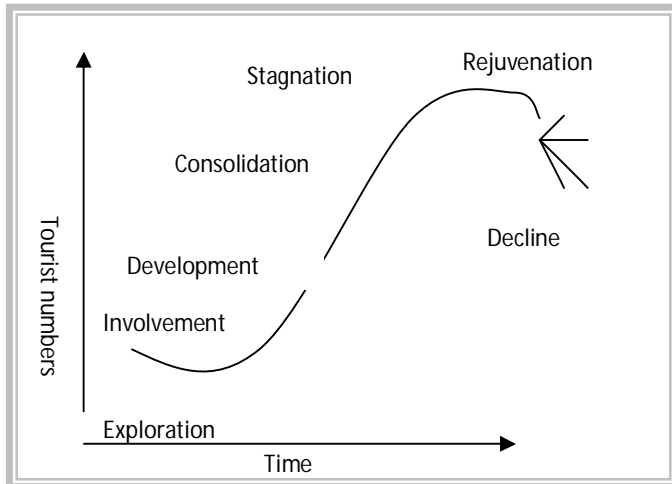 Rejuvenation
Stagnation
Consolidation
Decline
Development
Involvement
Exploration
Time
Tourist numbers